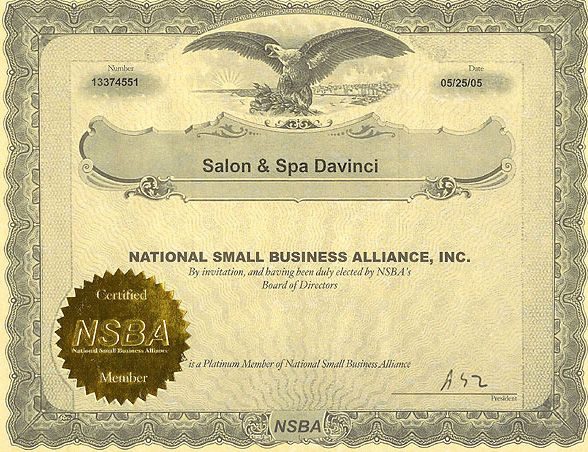 Number
13374551
Date
05/25/05
Salon & Spa Davinci
NATIONAL SMALL BUSINESS ALLIANCE, INC.
By invitation, and having been duly elected by NSBA's
Board of Directors
Certified
NSBA
National Small Business Alliance
Member
is a Platinum Member of National Small Business Alliance
President
NSBA